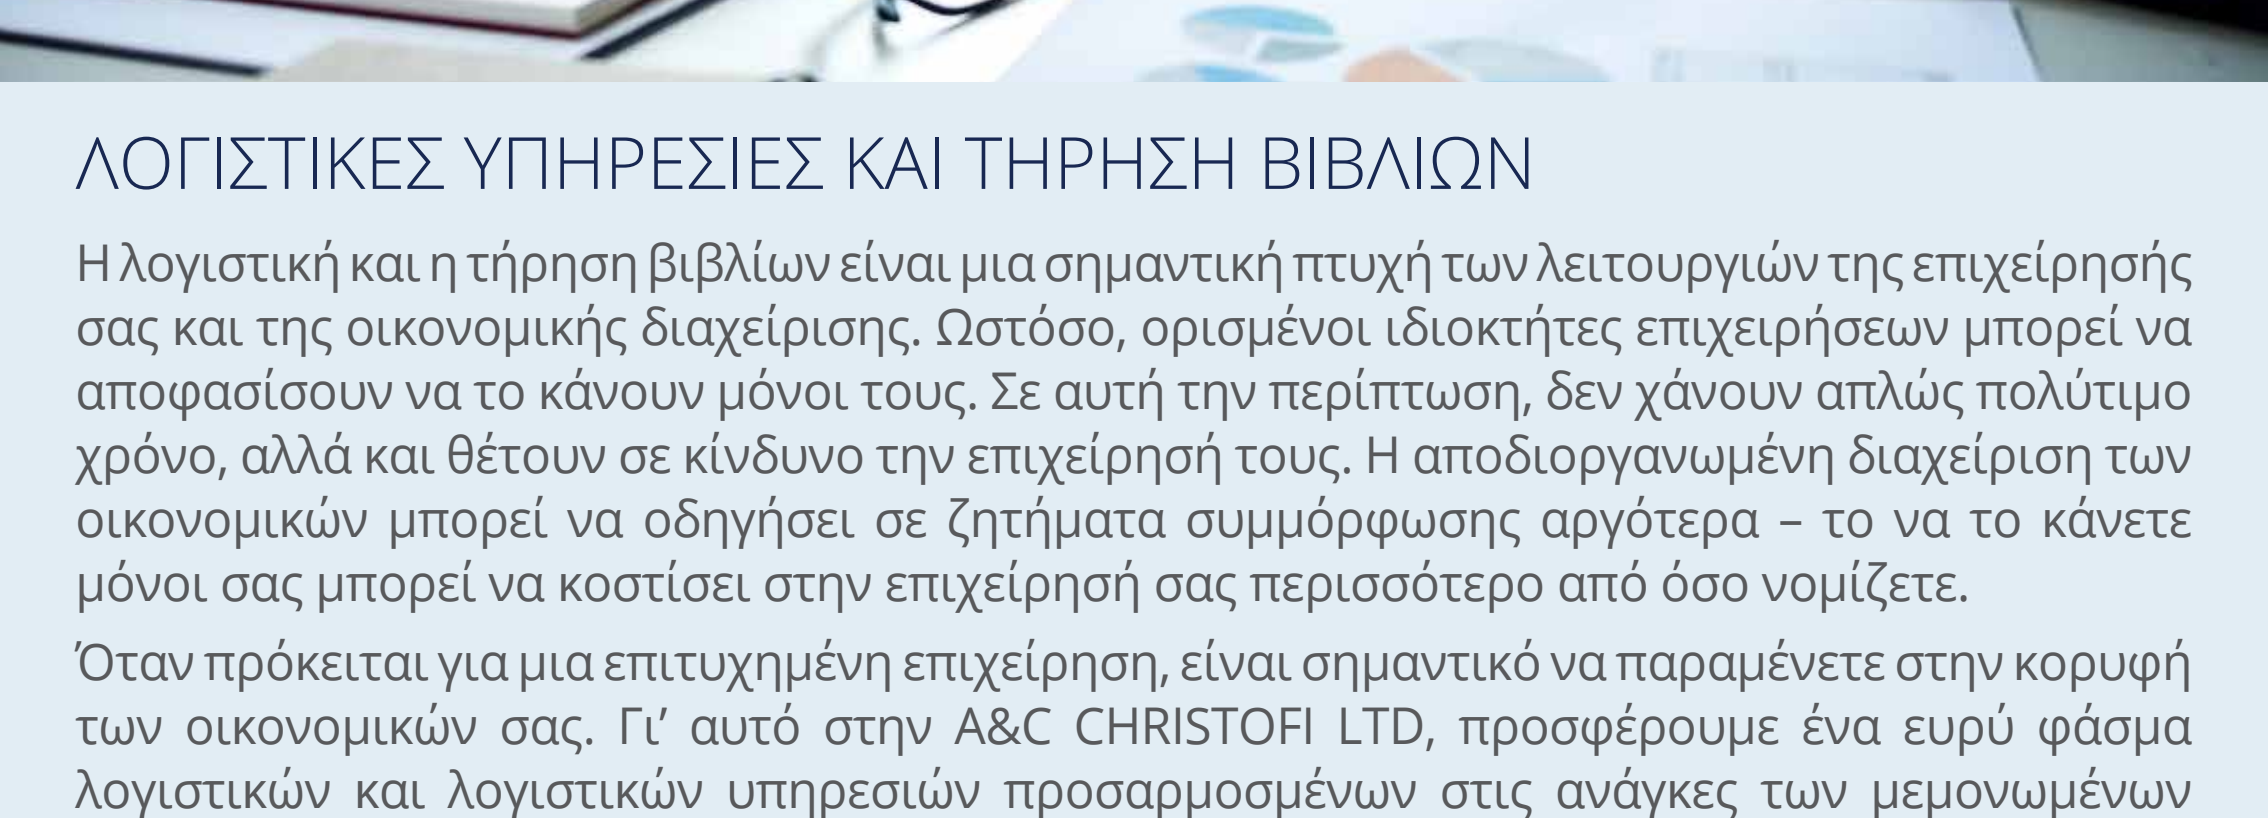 ΛΟΓΙΣΤΙΚΕΣ ΥΠΗΡΕΣΙΕΣ ΚΑΙ ΤΗΡΗΣΗ ΒΙΒΛΙΩΝ
Η λογιστική και η τήρηση βιβλίων είναι μια σημαντική πτυχή των λειτουργιών της επιχείρησής
σας και της οικονομικής διαχείρισης. Ωστόσο, ορισμένοι ιδιοκτήτες επιχειρήσεων μπορεί να
αποφασίσουν να το κάνουν μόνοι τους. Σε αυτή την περίπτωση, δεν χάνουν απλώς πολύτιμο
χρόνο, αλλά και θέτουν σε κίνδυνο την επιχείρησή τους. Η αποδιοργανωμένη διαχείριση των
οικονομικών μπορεί να οδηγήσει σε ζητήματα συμμόρφωσης αργότερα – το να το κάνετε
μόνοι σας μπορεί να κοστίσει στην επιχείρησή σας περισσότερο από όσο νομίζετε.
Όταν πρόκειται για μια επιτυχημένη επιχείρηση, είναι σημαντικό να παραμένετε στην κορυφή
των οικονομικών σας. Γι’ αυτό στην A&C CHRISTOFI LTD, προσφέρουμε ένα ευρύ φάσμα
λογιστικών και λογιστικών υπηρεσιών προσαρμοσμένων στις ανάγκες των μεμονωμένων